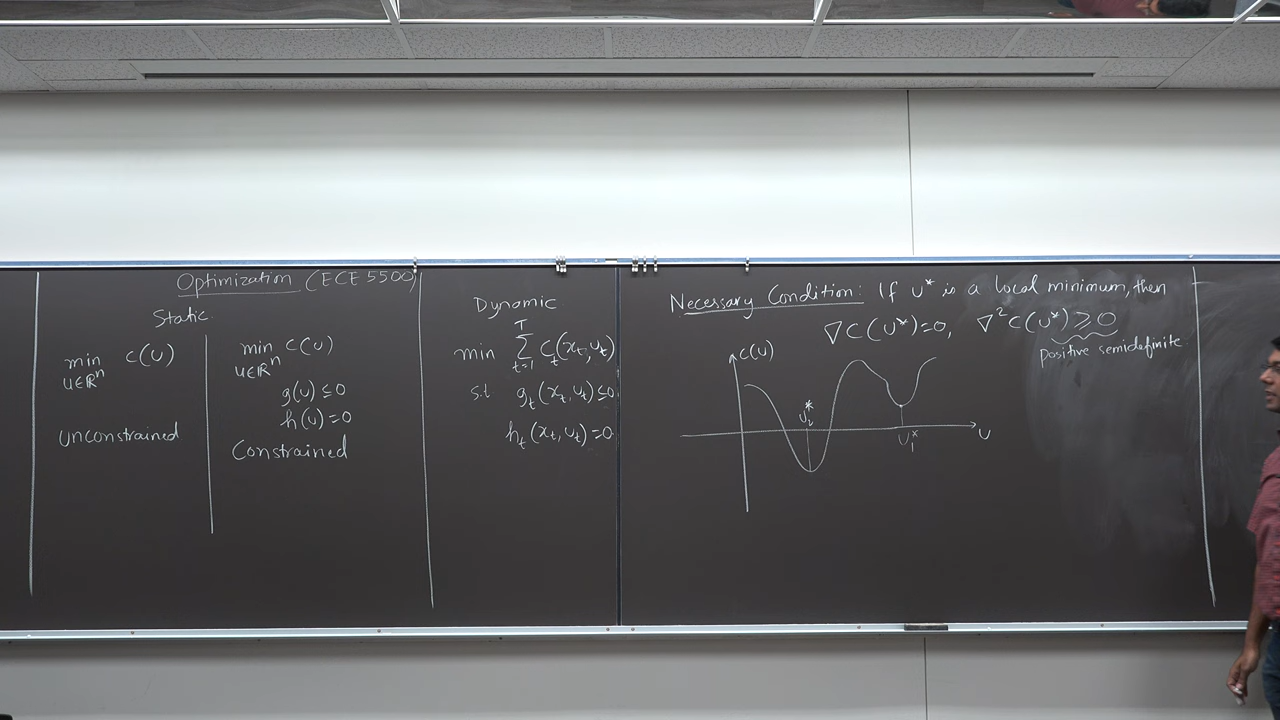 Optimization (ECE 5500)
Static
min C(U)
U∈ℝⁿ
Unconstrained
min C(U)
U∈ℝⁿ
g(U) ≤ 0
h(U) = 0
Constrained
Dynamic
min ∑_{t=1}^{T} C_t(x_t, u_t)
s.t. g_t(x_t, u_t) ≤ 0
h_t(x_t, u_t) = 0
Necessary Condition: If U* is a local minimum, then
∇C(U*) = 0, ∇²C(U*) ⩾ 0
positive semidefinite
C(U)
U₂*
U₁*
U